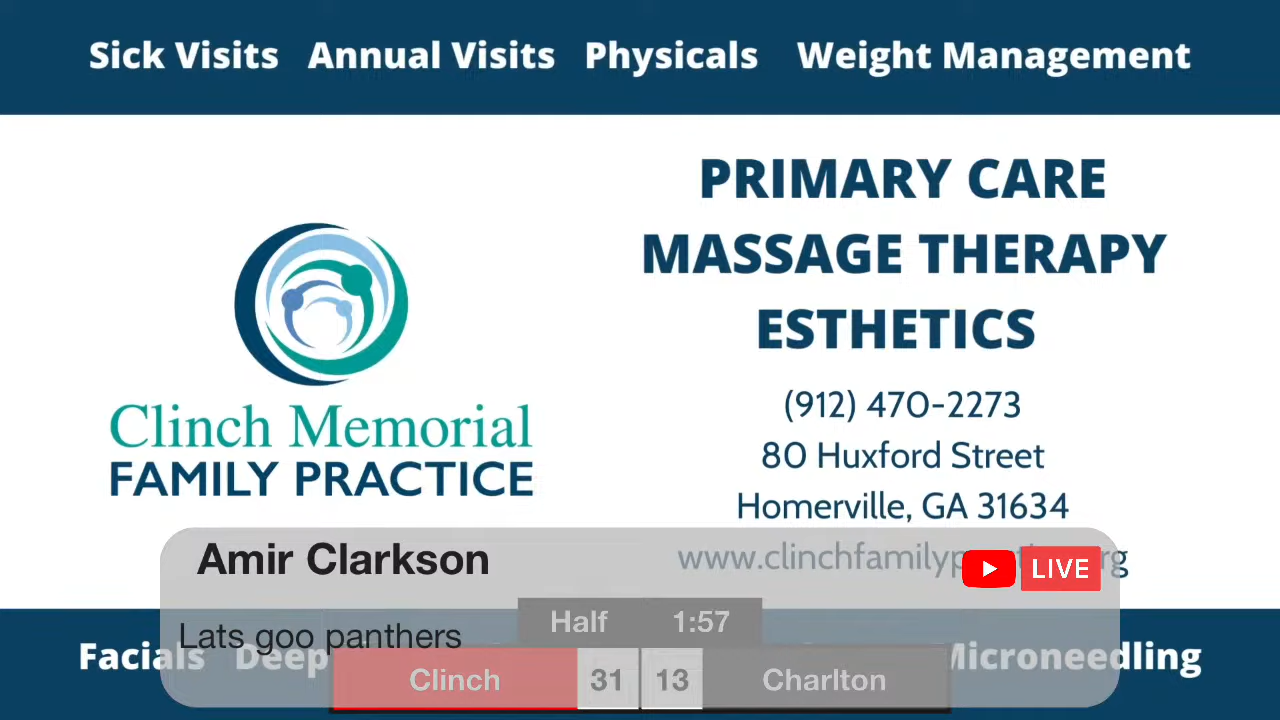 Sick Visits Annual Visits Physicals Weight Management
PRIMARY CARE
MASSAGE THERAPY
ESTHETICS
(912) 470-2273
80 Huxford Street
Homerville, GA 31634
Clinch Memorial
FAMILY PRACTICE
Amir Clarkson
LIVE
Lats goo panthers
Half 1:57
Facials Deep Microneedling
Clinch 31 13 Charlton